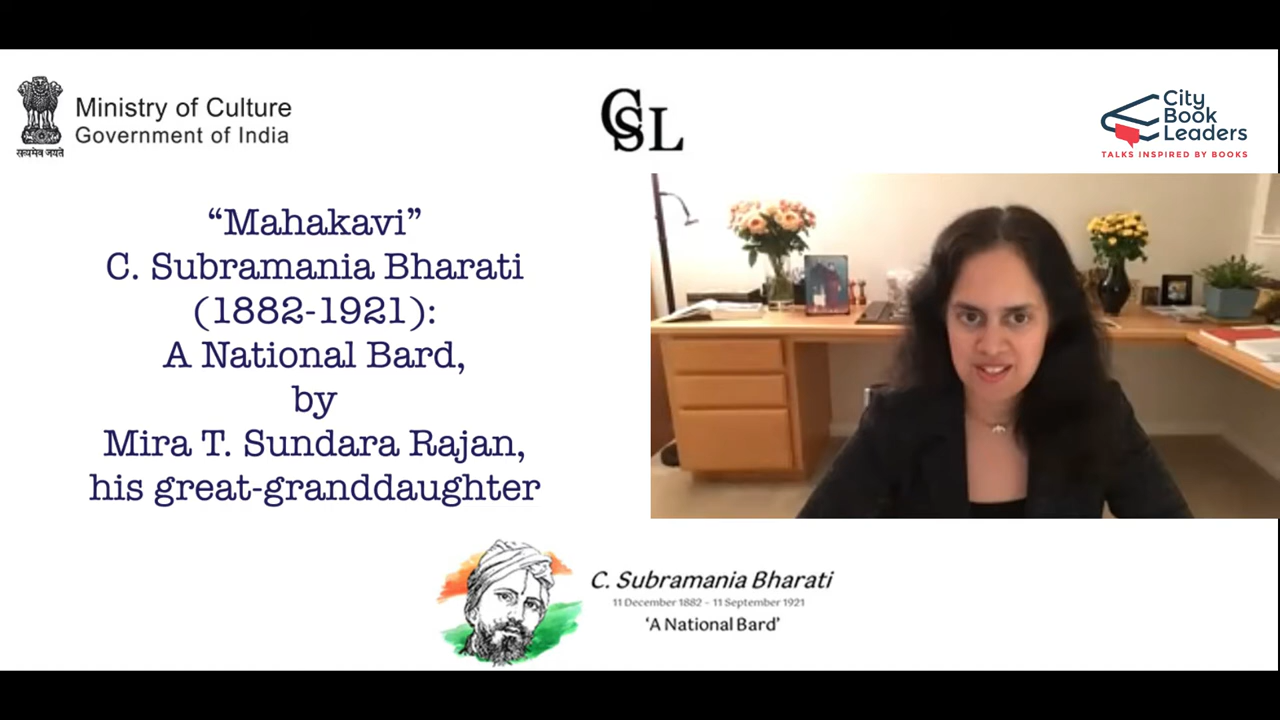 Ministry of Culture
Government of India
सत्यमेव जयते
CSL
City
Book
Leaders
TALKS INSPIRED BY BOOKS
“Mahakavi”
C. Subramania Bharati
(1882-1921):
A National Bard,
by
Mira T. Sundara Rajan,
his great-granddaughter
C. Subramania Bharati
11 December 1882 - 11 September 1921
‘A National Bard’